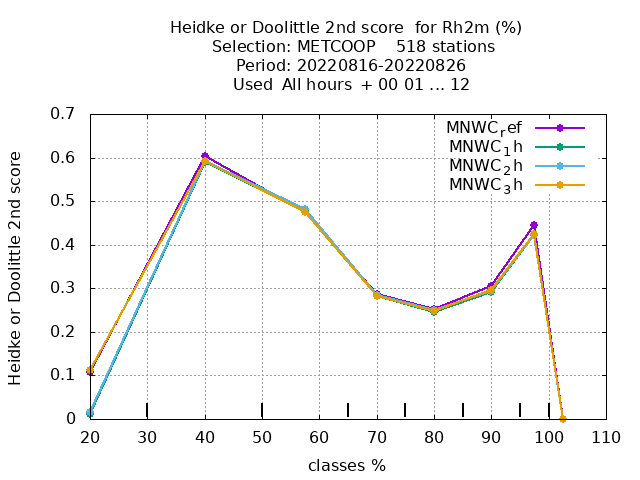 Heidke or Doolittle 2nd score  for Rh2m (%)
Selection: METCOOP    518 stations
Period: 20220816-20220826
Used  All hours  + 00 01 ... 12
MNWC_ref
MNWC_1h
MNWC_2h
MNWC_3h
Heidke or Doolittle 2nd score
0.7
0.6
0.5
0.4
0.3
0.2
0.1
0
20 30 40 50 60 70 80 90 100 110
classes %